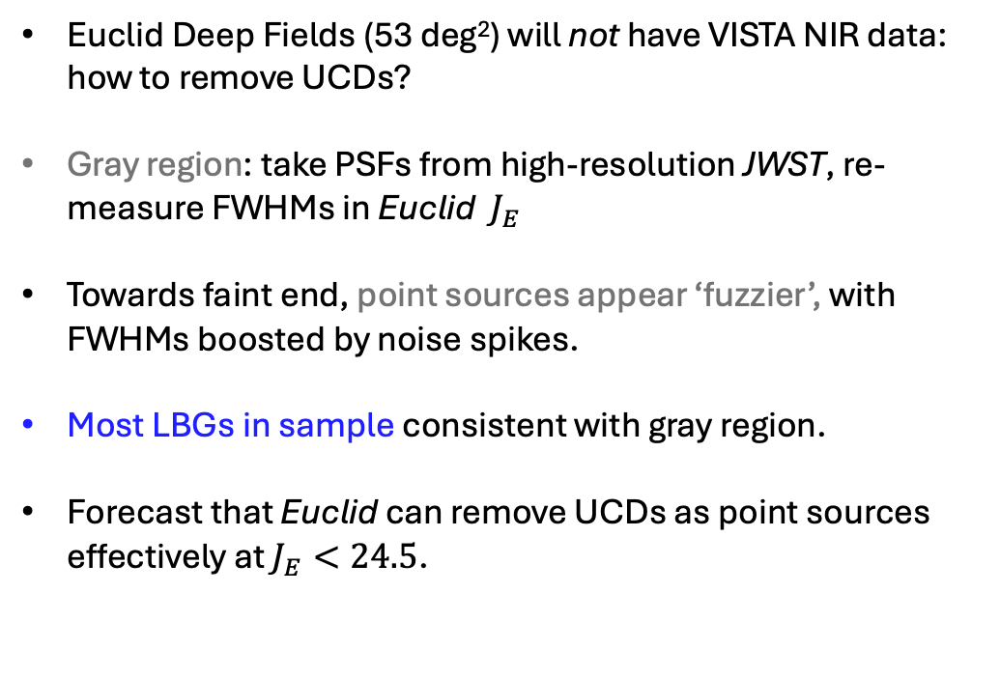 • Euclid Deep Fields (53 deg²) will not have VISTA NIR data:
how to remove UCDs?
• Gray region: take PSFs from high-resolution JWST, re-
measure FWHMs in Euclid J_E
• Towards faint end, point sources appear ‘fuzzier’, with
FWHMs boosted by noise spikes.
• Most LBGs in sample consistent with gray region.
• Forecast that Euclid can remove UCDs as point sources
effectively at J_E < 24.5.